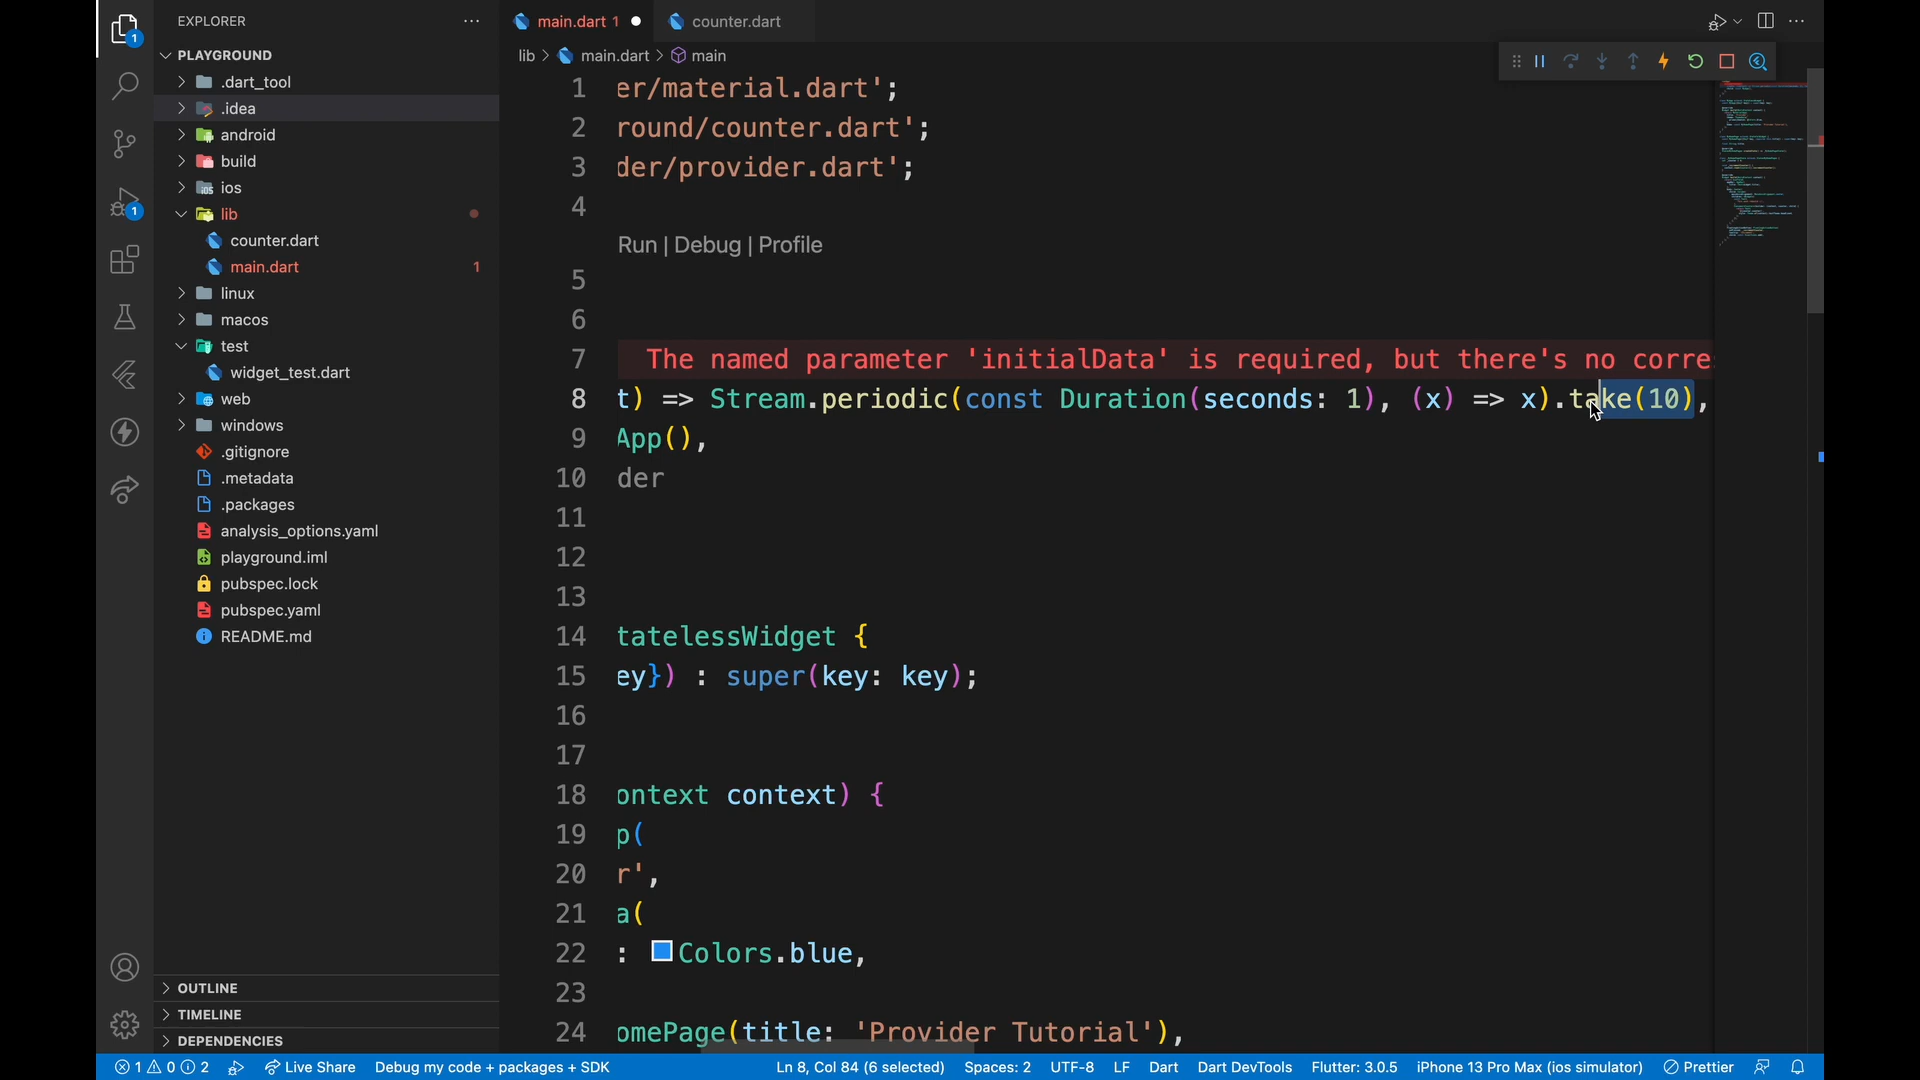 EXPLORER
main.dart 1
counter.dart
PLAYGROUND
lib > main.dart > main
.dart_tool
.idea
android
build
ios
lib
counter.dart
main.dart 1
linux
macos
test
widget_test.dart
web
windows
.gitignore
.metadata
.packages
analysis_options.yaml
playground.iml
pubspec.lock
pubspec.yaml
README.md
OUTLINE
TIMELINE
DEPENDENCIES
1
1
1 er/material.dart';
2 round/counter.dart';
3 der/provider.dart';
4
Run | Debug | Profile
5
6
7 The named parameter 'initialData' is required, but there's no corre
8 t) => Stream.periodic(const Duration(seconds: 1), (x) => x).take(10),
9 App(),
10 der
11
12
13
14 tatelessWidget {
15 ey}) : super(key: key);
16
17
18 ontext context) {
19 p(
20 r',
21 a(
22 : Colors.blue,
23
24 omePage(title: 'Provider Tutorial'),
1 0 2 Live Share Debug my code + packages + SDK Ln 8, Col 84 (6 selected) Spaces: 2 UTF-8 LF Dart Dart DevTools Flutter: 3.0.5 iPhone 13 Pro Max (ios simulator) Prettier